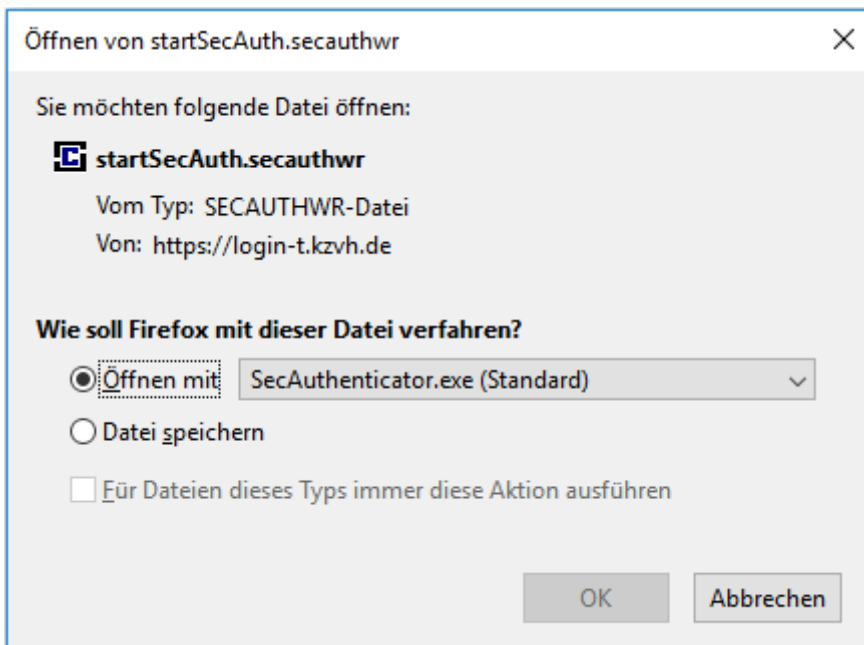 Öffnen von startSecAuth.secauthwr
Sie möchten folgende Datei öffnen:
startSecAuth.secauthwr
Vom Typ: SECAUTHWR-Datei
Von: https://login-t.kzvh.de
Wie soll Firefox mit dieser Datei verfahren?
Öffnen mit SecAuthenticator.exe (Standard)
Datei speichern
Für Dateien dieses Typs immer diese Aktion ausführen
OK Abbrechen